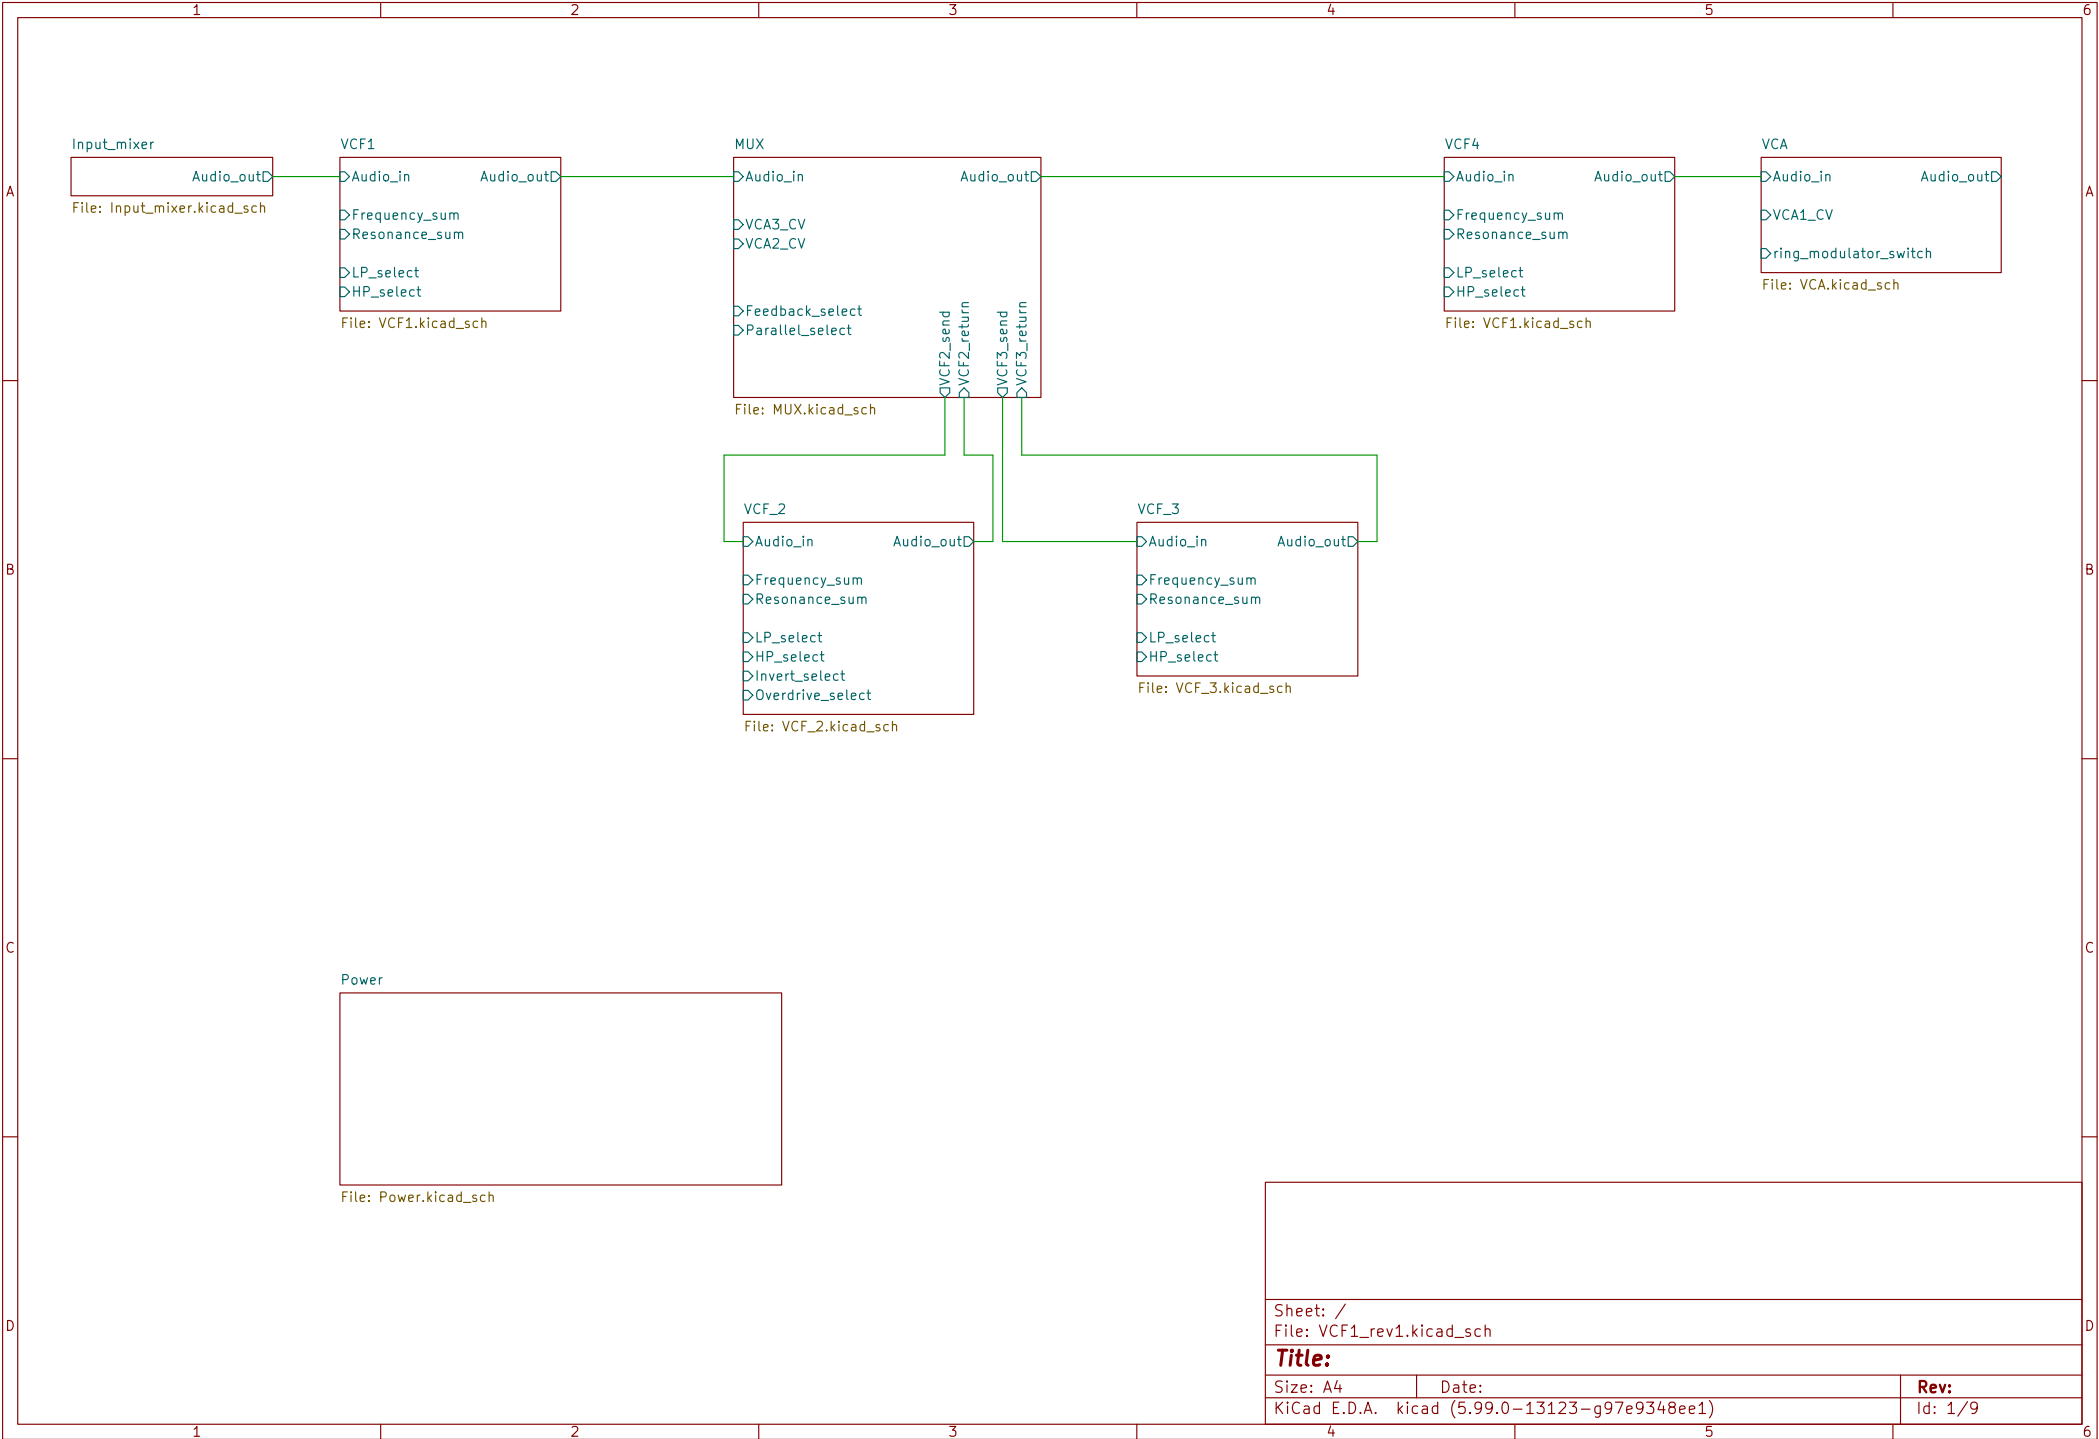 1 2 3 4 5 6
Input_mixer
Audio_out
File: Input_mixer.kicad_sch
VCF1
Audio_in Audio_out
Frequency_sum
Resonance_sum
LP_select
HP_select
File: VCF1.kicad_sch
MUX
Audio_in Audio_out
VCA3_CV
VCA2_CV
Feedback_select
Parallel_select
VCF2_send
VCF2_return
VCF3_send
VCF3_return
File: MUX.kicad_sch
VCF4
Audio_in Audio_out
Frequency_sum
Resonance_sum
LP_select
HP_select
File: VCF1.kicad_sch
VCA
Audio_in Audio_out
VCA1_CV
ring_modulator_switch
File: VCA.kicad_sch
A A
VCF_2
Audio_in Audio_out
Frequency_sum
Resonance_sum
LP_select
HP_select
Invert_select
Overdrive_select
File: VCF_2.kicad_sch
VCF_3
Audio_in Audio_out
Frequency_sum
Resonance_sum
LP_select
HP_select
File: VCF_3.kicad_sch
B B
C C
Power
File: Power.kicad_sch
D D
Sheet: /
File: VCF1_rev1.kicad_sch
Title:
Size: A4 Date: Rev:
KiCad E.D.A. kicad (5.99.0-13123-g97e9348ee1) Id: 1/9
1 2 3 4 5 6